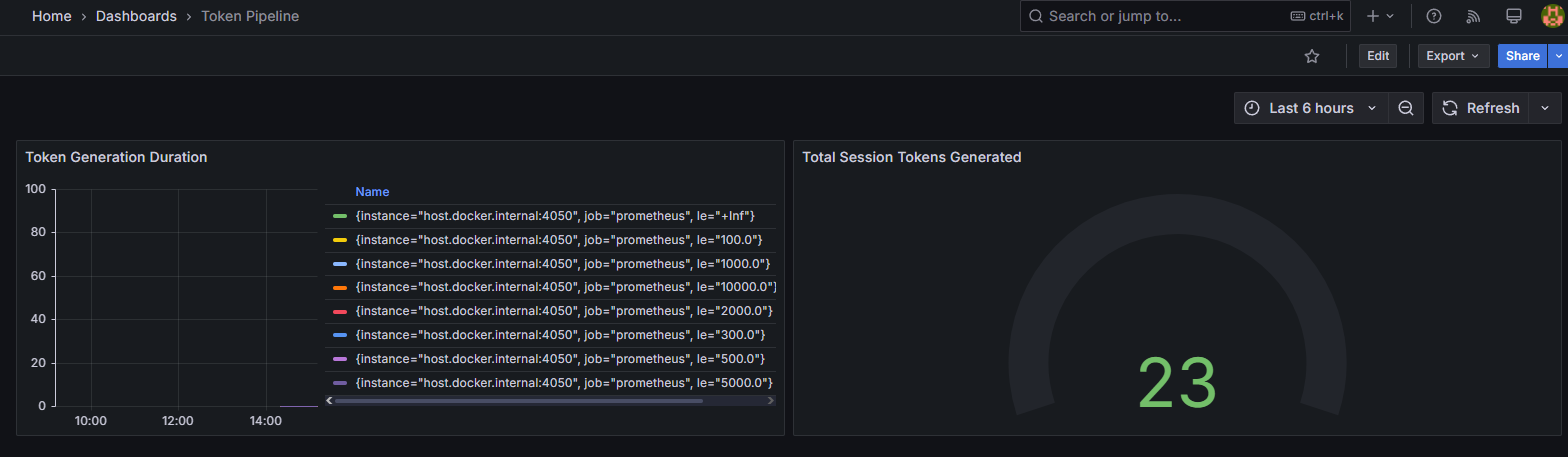 Home › Dashboards › Token Pipeline
Search or jump to... ctrl+k
Edit
Export
Share
Last 6 hours
Refresh
Token Generation Duration
100
80
60
40
20
0
10:00 12:00 14:00
Name
{instance="host.docker.internal:4050", job="prometheus", le="+Inf"}
{instance="host.docker.internal:4050", job="prometheus", le="100.0"}
{instance="host.docker.internal:4050", job="prometheus", le="1000.0"}
{instance="host.docker.internal:4050", job="prometheus", le="10000.0"}
{instance="host.docker.internal:4050", job="prometheus", le="2000.0"}
{instance="host.docker.internal:4050", job="prometheus", le="300.0"}
{instance="host.docker.internal:4050", job="prometheus", le="500.0"}
{instance="host.docker.internal:4050", job="prometheus", le="5000.0"}
Total Session Tokens Generated
23